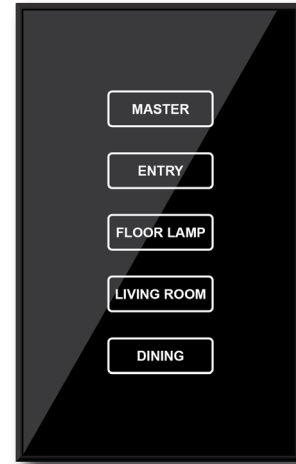 MASTER
ENTRY
FLOOR LAMP
LIVING ROOM
DINING